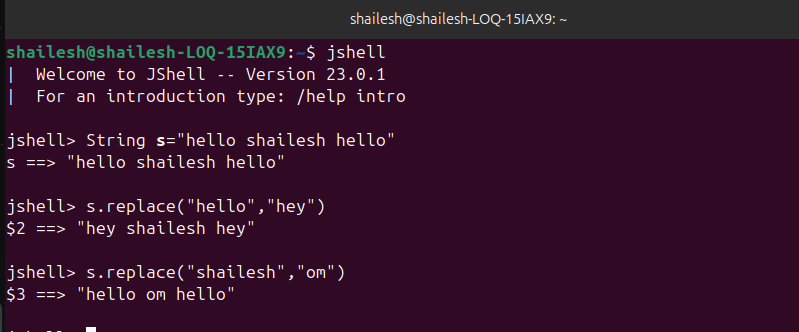 shailesh@shailesh-LOQ-15IAX9: ~
shailesh@shailesh-LOQ-15IAX9:~$ jshell
|  Welcome to JShell -- Version 23.0.1
|  For an introduction type: /help intro
jshell> String s="hello shailesh hello"
s ==> "hello shailesh hello"
jshell> s.replace("hello","hey")
$2 ==> "hey shailesh hey"
jshell> s.replace("shailesh","om")
$3 ==> "hello om hello"